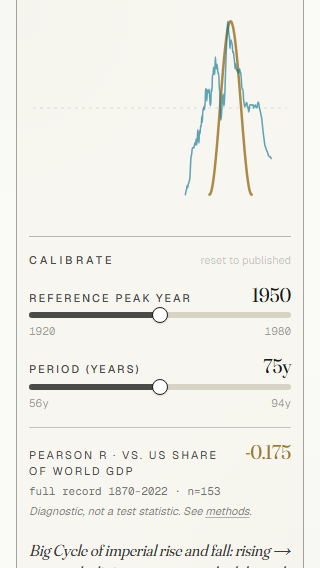 CALIBRATE reset to published
REFERENCE PEAK YEAR 1950
1920 1980
PERIOD (YEARS) 75y
56y 94y
PEARSON R · VS. US SHARE -0.175
OF WORLD GDP
full record 1870-2022 · n=153
Diagnostic, not a test statistic. See methods.
Big Cycle of imperial rise and fall: rising →